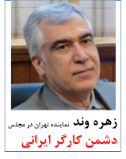 زهره وند نماینده تهران در مجلس
دشمن کارگر ایرانی